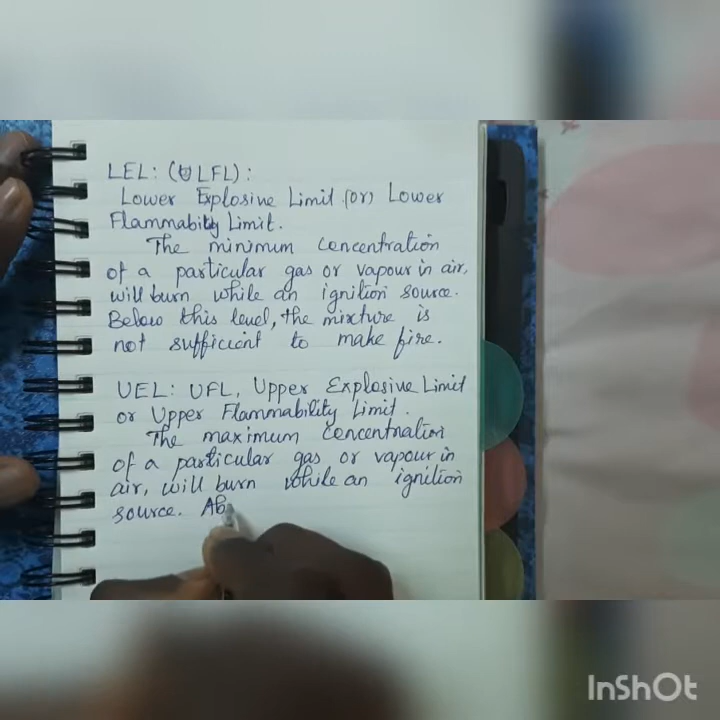 LEL: (LFL):
Lower Explosive Limit (or) Lower
Flammability Limit.
The minimum concentration
of a particular gas or vapour in air,
will burn while an ignition source.
Below this level, the mixture is
not sufficient to make fire.
UEL: UFL, Upper Explosive Limit
or Upper Flammability Limit.
The maximum concentration
of a particular gas or vapour in
air, will burn while an ignition
source. Ab
InShOt